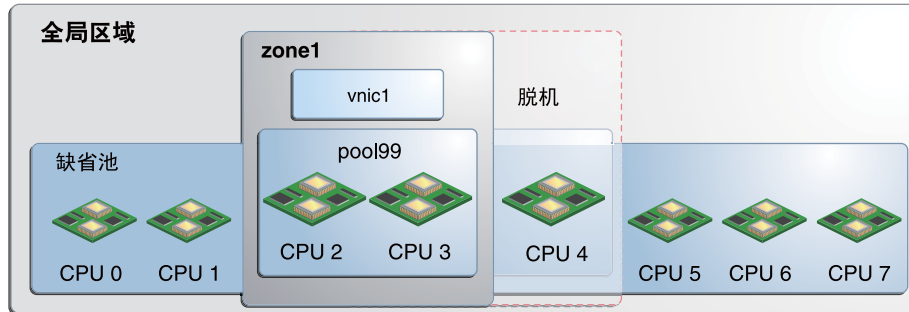 全局区域
zone1
vnic1
脱机
缺省池
pool99
CPU 0
CPU 1
CPU 2
CPU 3
CPU 4
CPU 5
CPU 6
CPU 7